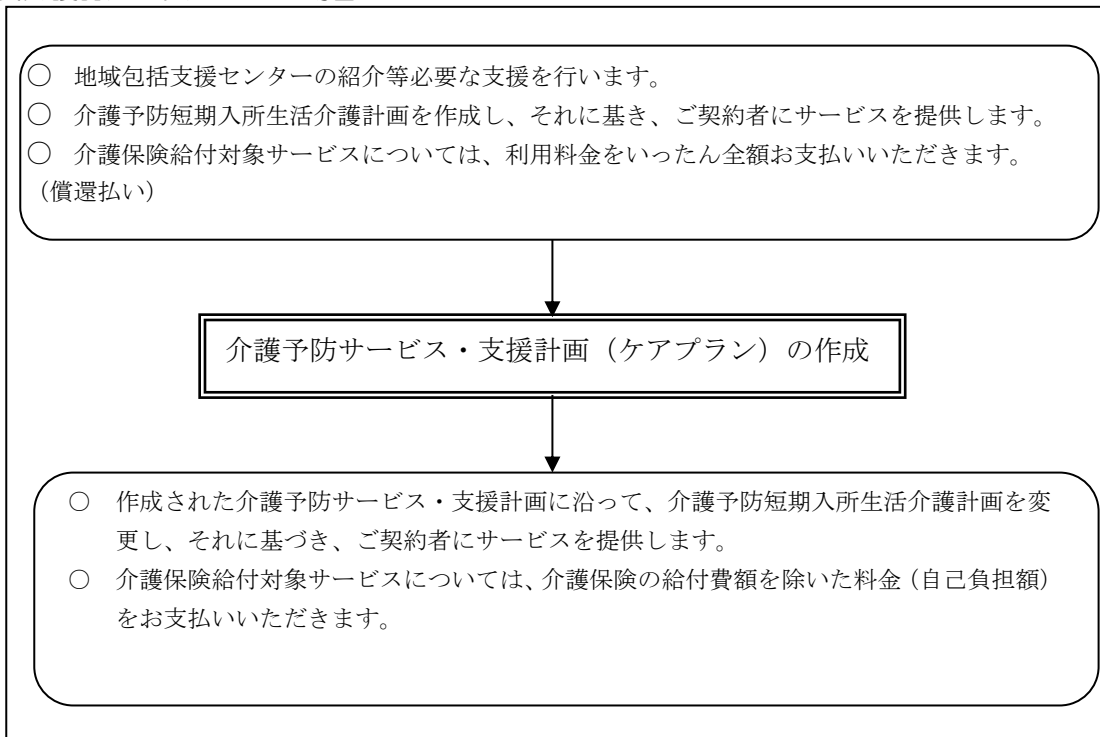 ○ 地域包括支援センターの紹介等必要な支援を行います。
○ 介護予防短期入所生活介護計画を作成し、それに基き、ご契約者にサービスを提供します。
○ 介護保険給付対象サービスについては、利用料金をいったん全額お支払いいただきます。
（償還払い）
介護予防サービス・支援計画（ケアプラン）の作成
○ 作成された介護予防サービス・支援計画に沿って、介護予防短期入所生活介護計画を変
更し、それに基づき、ご契約者にサービスを提供します。
○ 介護保険給付対象サービスについては、介護保険の給付費額を除いた料金（自己負担額）
をお支払いいただきます。